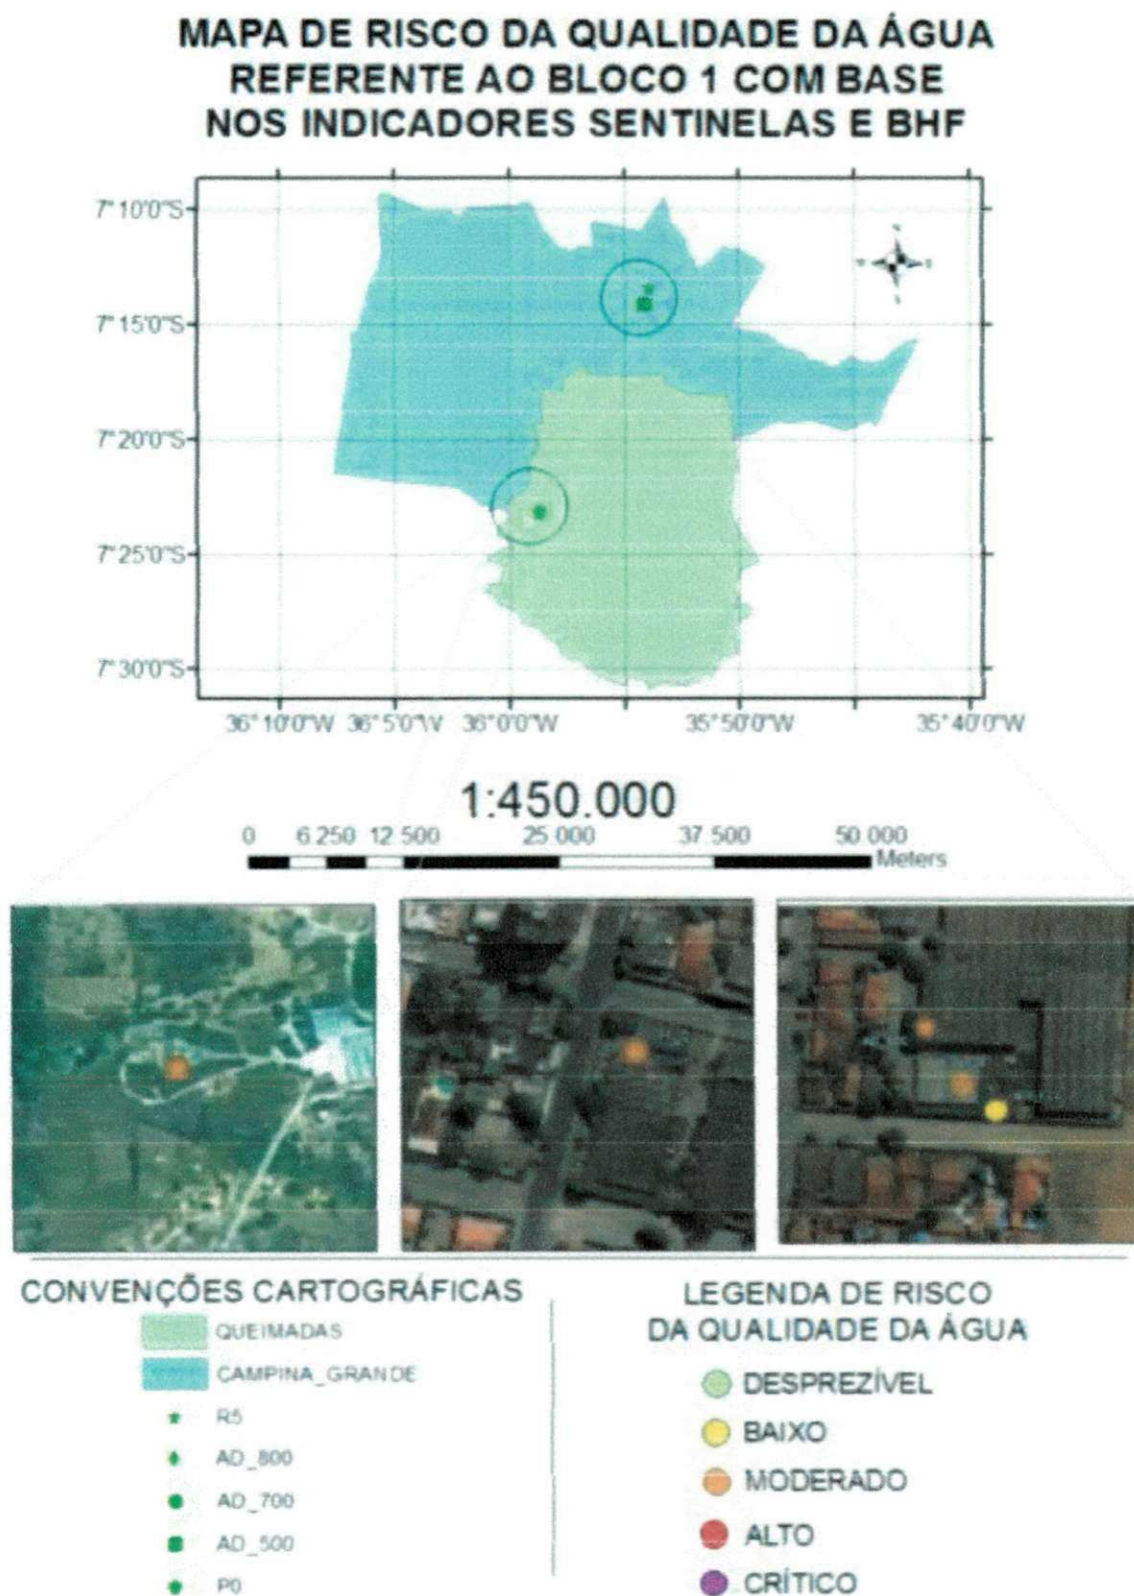 MAPA DE RISCO DA QUALIDADE DA ÁGUA
REFERENTE AO BLOCO 1 COM BASE
NOS INDICADORES SENTINELAS E BHF
7°10'0"S
7°15'0"S
7°20'0"S
7°25'0"S
7°30'0"S
36°10'0"W 36°5'0"W 36°0'0"W 35°50'0"W 35°40'0"W
1:450.000
0 6.250 12.500 25.000 37.500 50.000
Meters
CONVENÇÕES CARTOGRÁFICAS
QUEIMADAS
CAMPINA_GRANDE
R5
AD_800
AD_700
AD_500
P0
LEGENDA DE RISCO
DA QUALIDADE DA ÁGUA
DESPREZÍVEL
BAIXO
MODERADO
ALTO
CRÍTICO